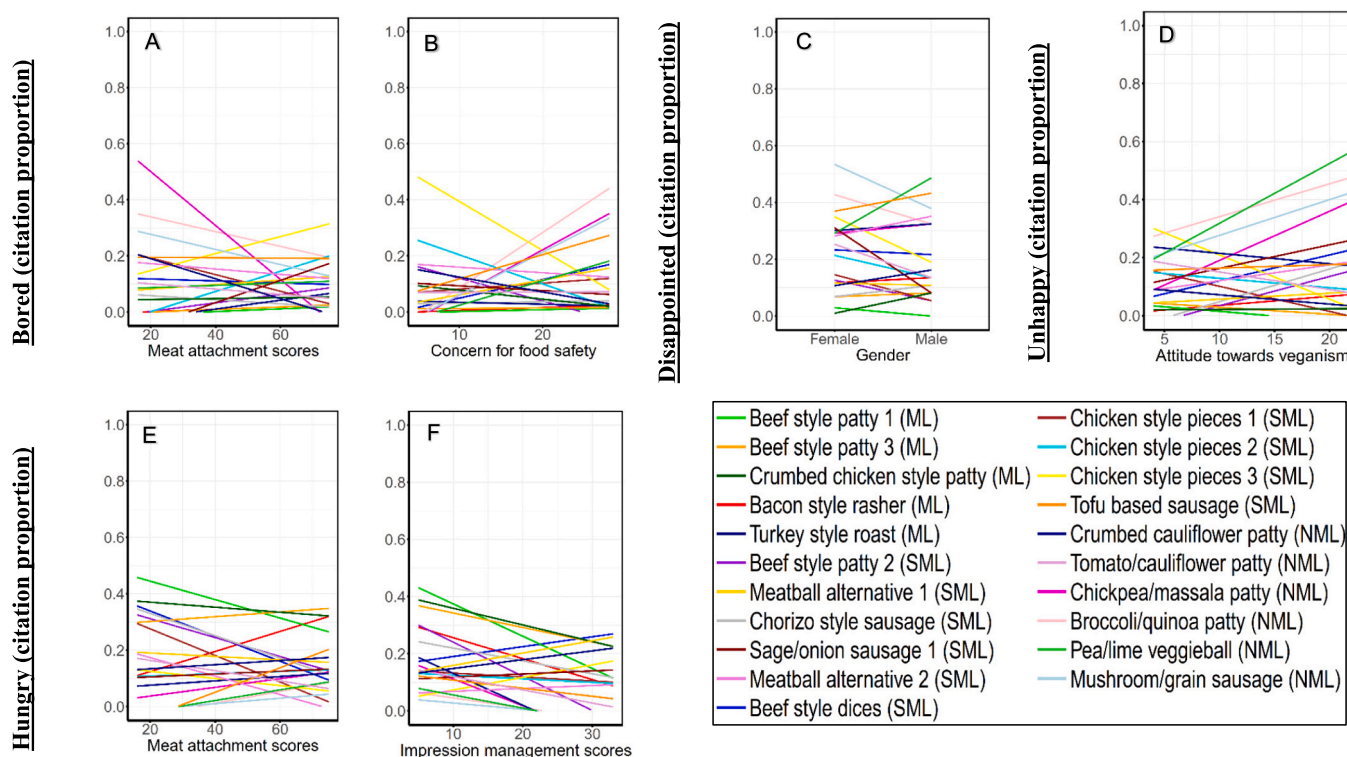 Bored (citation proportion)
A
1.0
0.8
0.6
0.4
0.2
0.0
20
40
60
Meat attachment scores
B
1.0
0.8
0.6
0.4
0.2
0.0
10
20
Concern for food safety
Disappointed (citation proportion)
C
1.0
0.8
0.6
0.4
0.2
0.0
Female
Male
Gender
Unhappy (citation proportion)
D
1.0
0.8
0.6
0.4
0.2
0.0
5
10
15
20
Attitude towards veganism
Hungry (citation proportion)
E
1.0
0.8
0.6
0.4
0.2
0.0
20
40
60
Meat attachment scores
F
1.0
0.8
0.6
0.4
0.2
0.0
10
20
30
Impression management scores
Beef style patty 1 (ML)
Beef style patty 3 (ML)
Crumbed chicken style patty (ML)
Bacon style rasher (ML)
Turkey style roast (ML)
Beef style patty 2 (SML)
Meatball alternative 1 (SML)
Chorizo style sausage (SML)
Sage/onion sausage 1 (SML)
Meatball alternative 2 (SML)
Beef style dices (SML)
Chicken style pieces 1 (SML)
Chicken style pieces 2 (SML)
Chicken style pieces 3 (SML)
Tofu based sausage (SML)
Crumbed cauliflower patty (NML)
Tomato/cauliflower patty (NML)
Chickpea/massala patty (NML)
Broccoli/quinoa patty (NML)
Pea/lime veggieball (NML)
Mushroom/grain sausage (NML)